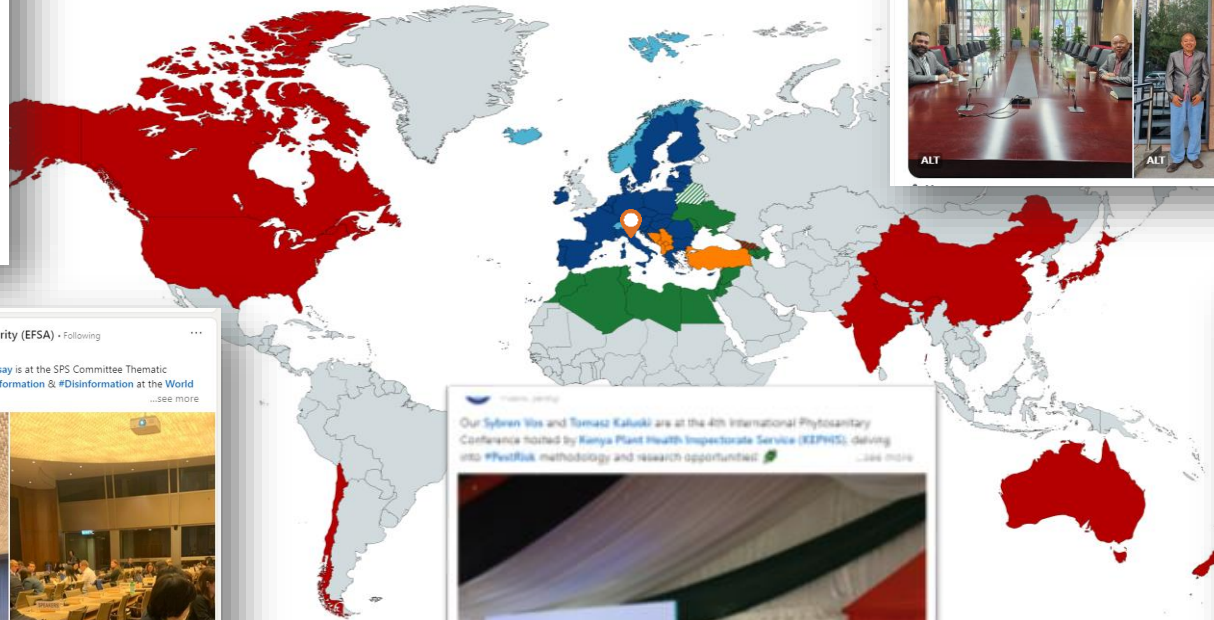 ALT
ALT
rity (EFSA) • Following
...
say is at the SPS Committee Thematic
formation & #Disinformation at the World
...see more
SPEAKERS
Our Sybren Vos and Tomasz Kaluski are at the 4th International Phytosanitary
Conference hosted by Kenya Plant Health Inspectorate Service (KEPHIS), delving
into #PestRisk methodology and research opportunities!
...see more